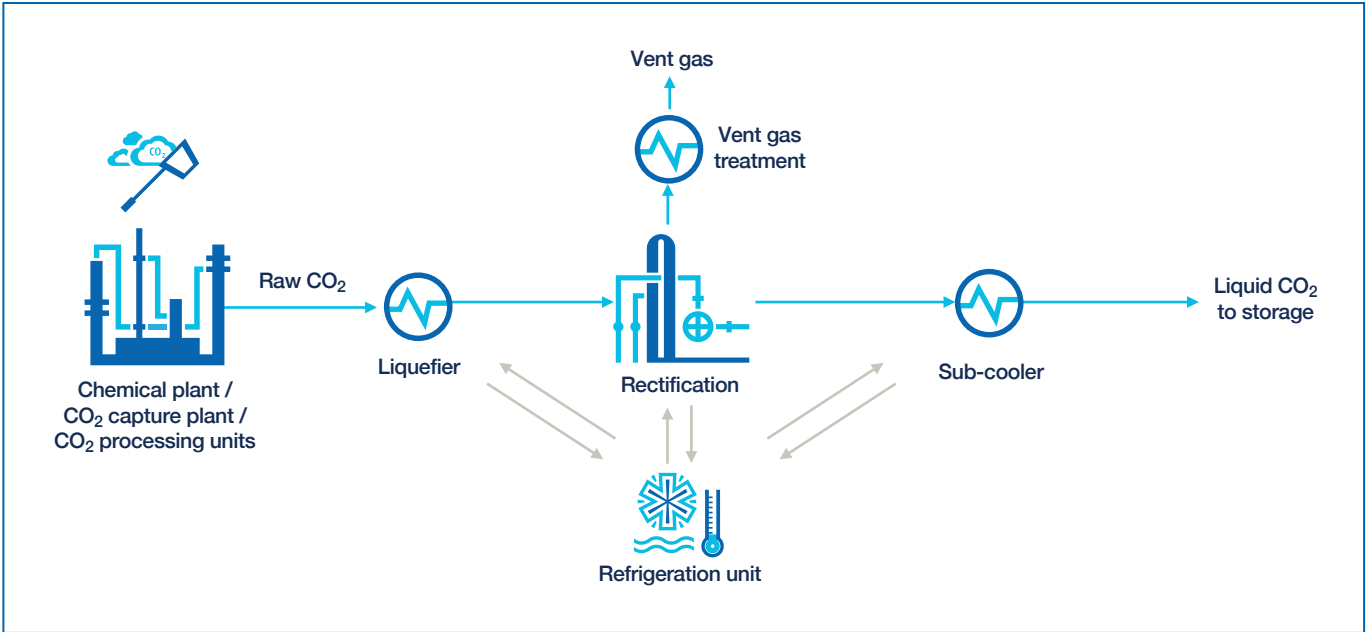 Vent gas
Vent gas
treatment
CO₂
Raw CO₂
Liquid CO₂
to storage
Liquefier
Rectification
Sub-cooler
Chemical plant /
CO₂ capture plant /
CO₂ processing units
Refrigeration unit